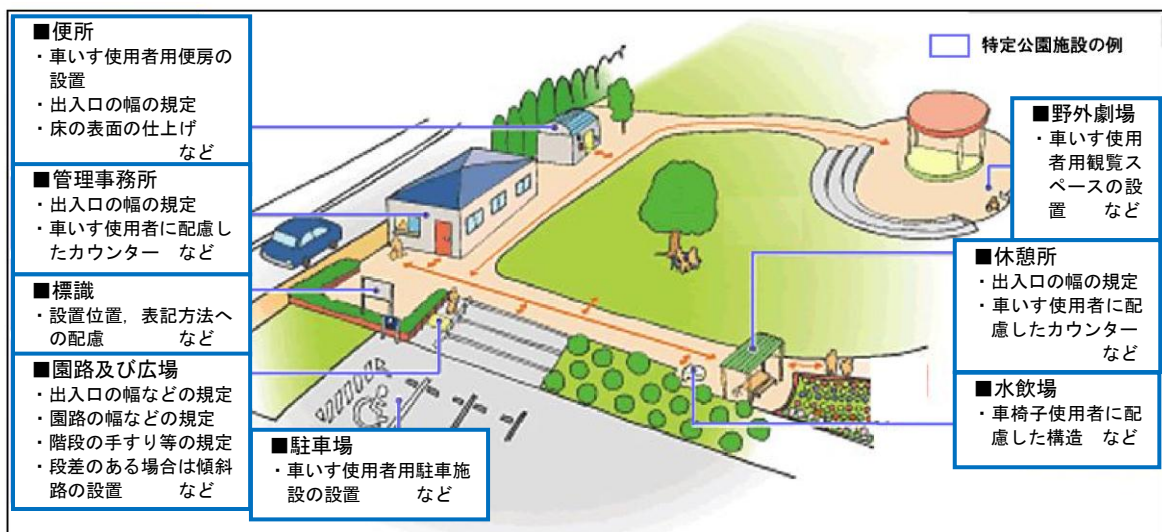 ■便所
・車いす使用者用便房の
設置
・出入口の幅の規定
・床の表面の仕上げ
など
■管理事務所
・出入口の幅の規定
・車いす使用者に配慮し
たカウンター　など
■標識
・設置位置，表記方法へ
の配慮　など
■園路及び広場
・出入口の幅などの規定
・園路の幅などの規定
・階段の手すり等の規定
・段差のある場合は傾斜
路の設置　など
■駐車場
・車いす使用者用駐車施
設の設置　など
特定公園施設の例
■野外劇場
・車いす使用
者用観覧ス
ペースの設
置　など
■休憩所
・出入口の幅の規定
・車いす使用者に配
慮したカウンター
など
■水飲場
・車椅子使用者に配
慮した構造　など